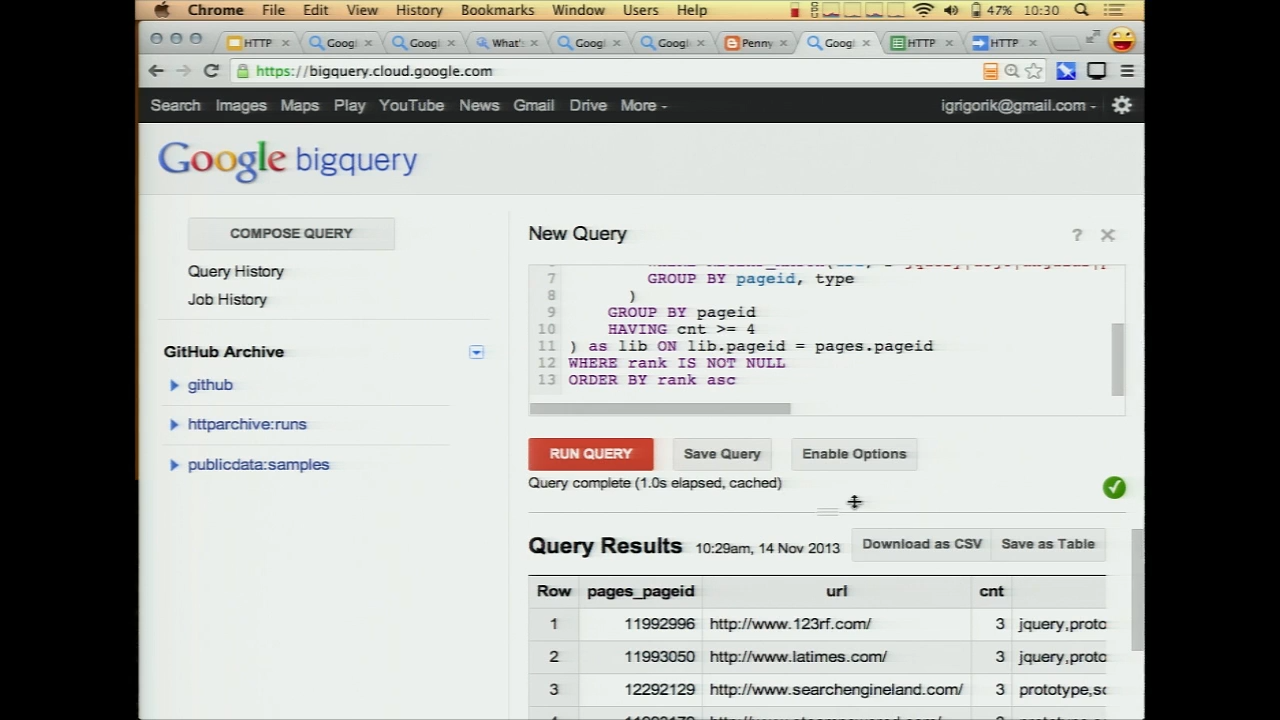 Chrome File Edit View History Bookmarks Window Users Help 47% 10:30
HTTP Googl Googl What's Googl Googl Penny Googl HTTP HTTP
https://bigquery.cloud.google.com
Search Images Maps Play YouTube News Gmail Drive More igrigorik@gmail.com
Google bigquery
COMPOSE QUERY
Query History
Job History
GitHub Archive
github
httparchive:runs
publicdata:samples
New Query
? ×
7 GROUP BY pageid, type
8 )
9 GROUP BY pageid
10 HAVING cnt >= 4
11 ) as lib ON lib.pageid = pages.pageid
12 WHERE rank IS NOT NULL
13 ORDER BY rank asc
RUN QUERY Save Query Enable Options
Query complete (1.0s elapsed, cached)
Query Results 10:29am, 14 Nov 2013 Download as CSV Save as Table
Row pages_pageid url cnt
1 11992996 http://www.123rf.com/ 3 jquery,proto
2 11993050 http://www.latimes.com/ 3 jquery,proto
3 12292129 http://www.searchengineland.com/ 3 prototype,sc